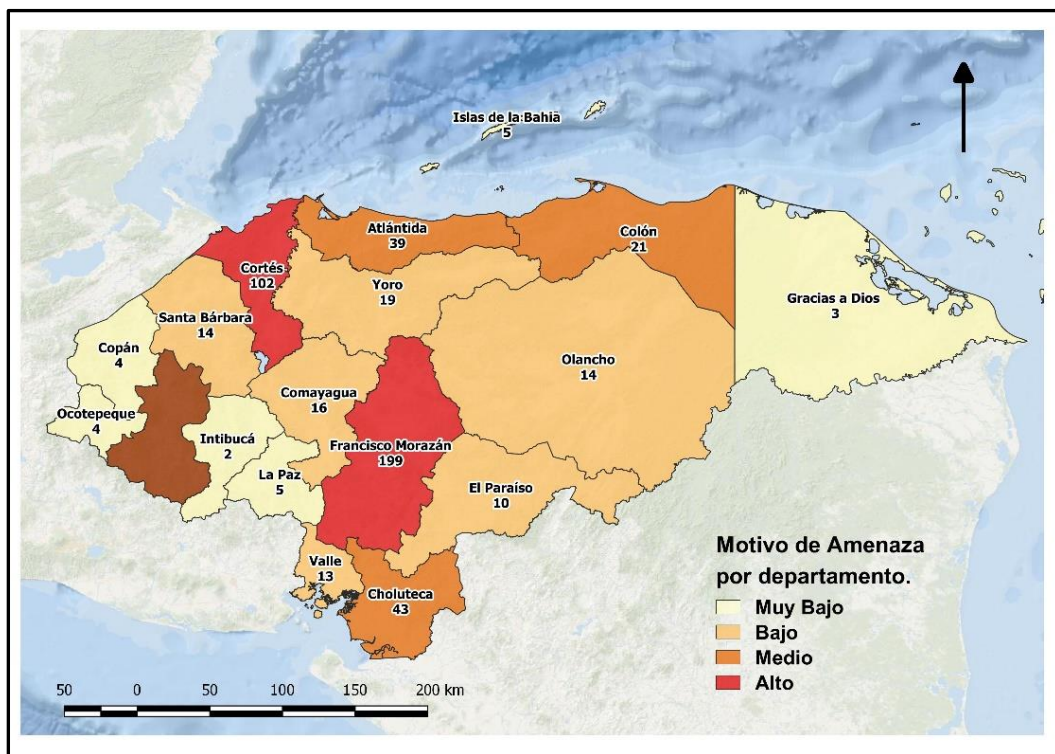 Islas de la Bahía
5
Atlántida
39
Colón
21
Cortés
102
Yoro
19
Gracias a Dios
3
Santa Bárbara
14
Copán
4
Olancho
14
Comayagua
16
Ocotepeque
4
Intibucá
2
Francisco Morazán
199
La Paz
5
El Paraíso
10
Valle
13
Choluteca
43
Motivo de Amenaza
por departamento.
Muy Bajo
Bajo
Medio
Alto
50 0 50 100 150 200 km